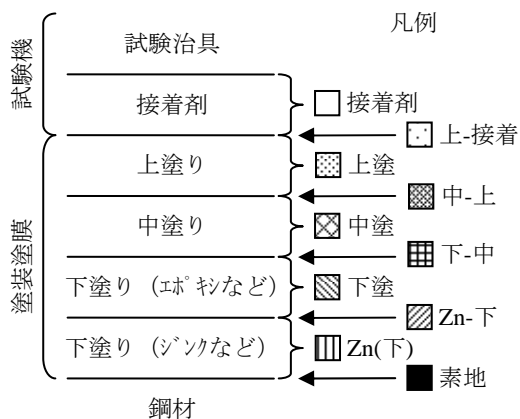 凡例
試験機
試験治具
接着剤
接着剤
上-接着
塗装塗膜
上塗り
上塗
中-上
中塗り
中塗
下-中
下塗り（ｴﾎﾟｷｼなど）
下塗
Zn-下
下塗り（ｼﾞﾝｸなど）
Zn(下)
素地
鋼材